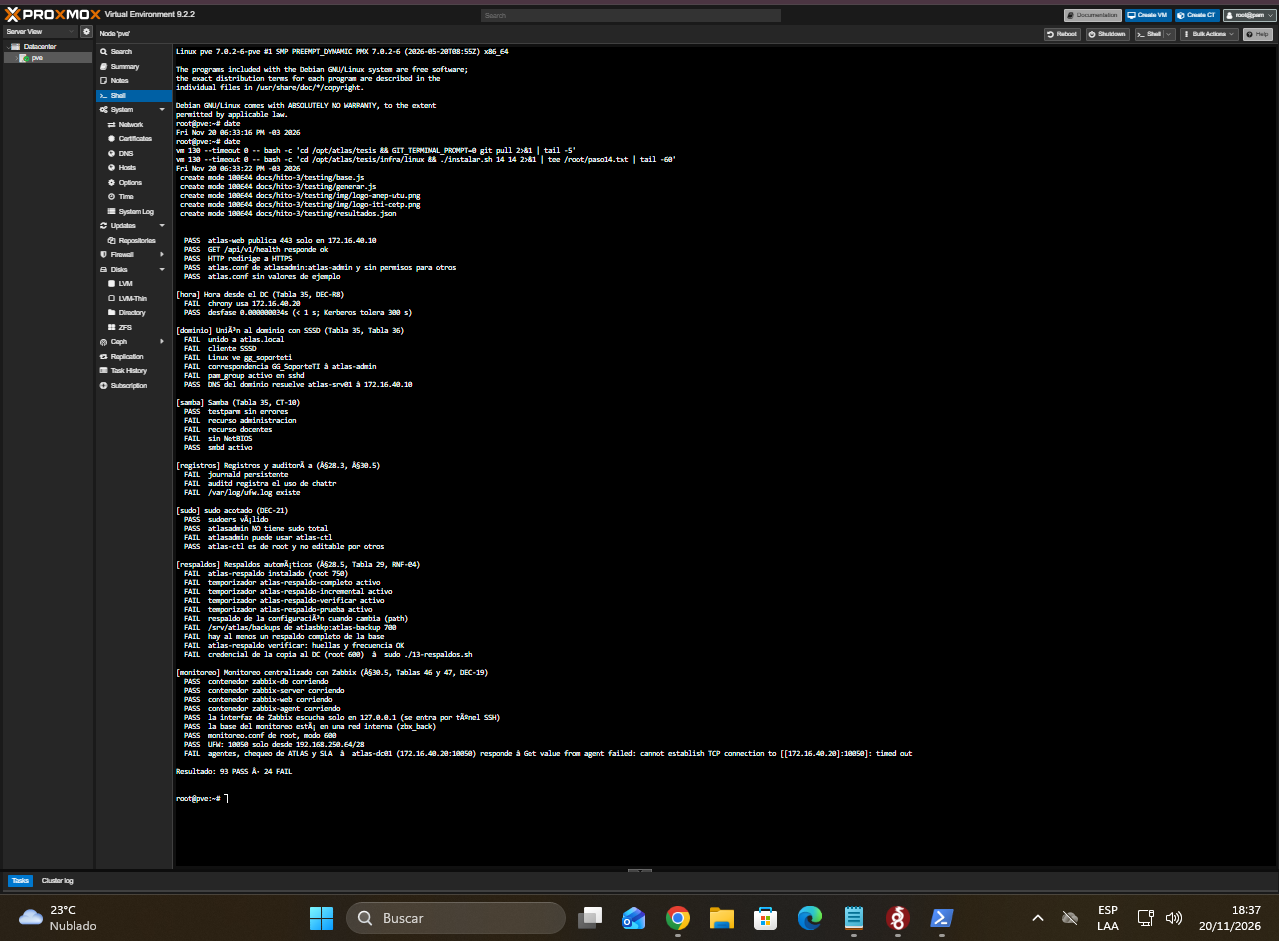 PROXMOX Virtual Environment 9.2.2
Search
Documentation
Create VM
Create CT
root@pam
Server View
Node 'pve'
Reboot
Shutdown
Shell
Bulk Actions
Help
Datacenter
pve
Search
Summary
Notes
Shell
System
Network
Certificates
DNS
Hosts
Options
Time
System Log
Updates
Repositories
Firewall
Disks
LVM
LVM-Thin
Directory
ZFS
Ceph
Replication
Task History
Subscription
Linux pve 7.0.2-6-pve #1 SMP PREEMPT_DYNAMIC PMX 7.0.2-6 (2026-05-20T08:55Z) x86_64
The programs included with the Debian GNU/Linux system are free software;
the exact distribution terms for each program are described in the
individual files in /usr/share/doc/*/copyright.
Debian GNU/Linux comes with ABSOLUTELY NO WARRANTY, to the extent
permitted by applicable law.
root@pve:~# date
Fri Nov 20 06:33:16 PM -03 2026
root@pve:~# date
vm 130 --timeout 0 -- bash -c 'cd /opt/atlas/tesis && GIT_TERMINAL_PROMPT=0 git pull 2>&1 | tail -5'
vm 130 --timeout 0 -- bash -c 'cd /opt/atlas/tesis/infra/linux && ./instalar.sh 14 14 2>&1 | tee /root/paso14.txt | tail -60'
Fri Nov 20 06:33:22 PM -03 2026
create mode 100644 docs/hito-3/testing/base.js
create mode 100644 docs/hito-3/testing/generar.js
create mode 100644 docs/hito-3/testing/img/logo-anep-utu.png
create mode 100644 docs/hito-3/testing/img/logo-iti-cetp.png
create mode 100644 docs/hito-3/testing/resultados.json
PASS atlas-web publica 443 solo en 172.16.40.10
PASS GET /api/v1/health responde ok
PASS HTTP redirige a HTTPS
PASS atlas.conf de atlasadmin:atlas-admin y sin permisos para otros
PASS atlas.conf sin valores de ejemplo
[hora] Hora desde el DC (Tabla 35, DEC-R8)
FAIL chrony usa 172.16.40.20
PASS desfase 0.000000034s (< 1 s; Kerberos tolera 300 s)
[dominio] UniÃ³n al dominio con SSSD (Tabla 35, Tabla 36)
FAIL unido a atlas.local
FAIL cliente SSSD
FAIL Linux ve gg_soporteti
FAIL correspondencia GG_SoporteTI â atlas-admin
FAIL pam_group activo en sshd
PASS DNS del dominio resuelve atlas-srv01 â 172.16.40.10
[samba] Samba (Tabla 35, CT-10)
PASS testparm sin errores
FAIL recurso administracion
FAIL recurso docentes
FAIL sin NetBIOS
PASS smbd activo
[registros] Registros y auditorÃ a (Â§28.3, Â§30.5)
FAIL journald persistente
FAIL auditd registra el uso de chattr
FAIL /var/log/ufw.log existe
[sudo] sudo acotado (DEC-21)
PASS sudoers vÃ¡lido
PASS atlasadmin NO tiene sudo total
FAIL atlasadmin puede usar atlas-ctl
PASS atlas-ctl es de root y no editable por otros
[respaldos] Respaldos automÃ¡ticos (Â§28.5, Tabla 29, RNF-04)
FAIL atlas-respaldo instalado (root 750)
FAIL temporizador atlas-respaldo-completo activo
FAIL temporizador atlas-respaldo-incremental activo
FAIL temporizador atlas-respaldo-verificar activo
FAIL temporizador atlas-respaldo-prueba activo
FAIL respaldo de la configuraciÃ³n cuando cambia (path)
FAIL /srv/atlas/backups de atlasbkp:atlas-backup 700
FAIL hay al menos un respaldo completo de la base
FAIL atlas-respaldo verificar: huellas y frecuencia OK
FAIL credencial de la copia al DC (root 600) â sudo ./13-respaldos.sh
[monitoreo] Monitoreo centralizado con Zabbix (Â§30.5, Tablas 46 y 47, DEC-19)
PASS contenedor zabbix-db corriendo
PASS contenedor zabbix-server corriendo
PASS contenedor zabbix-web corriendo
PASS contenedor zabbix-agent corriendo
PASS la interfaz de Zabbix escucha solo en 127.0.0.1 (se entra por tÃºnel SSH)
PASS la base del monitoreo estÃ¡ en una red interna (zbx_back)
PASS monitoreo.conf de root, modo 600
PASS UFW: 10050 solo desde 192.168.250.64/28
FAIL agentes, chequeo de ATLAS y SLA â atlas-dc01 (172.16.40.20:10050) responde â Get value from agent failed: cannot establish TCP connection to [[172.16.40.20]:10050]: timed out
Resultado: 93 PASS Â· 24 FAIL
root@pve:~#
Tasks
Cluster log
23°C
Nublado
Buscar
ESP
LAA
18:37
20/11/2026